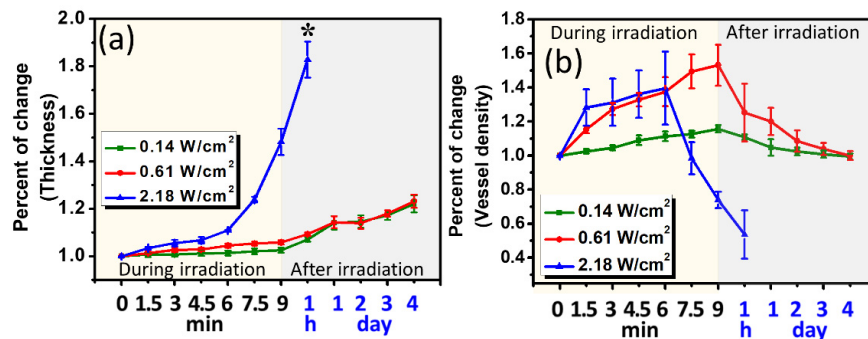 (a)
*
Percent of change
(Thickness)
2.0
1.8
1.6
1.4
1.2
1.0
During irradiation After irradiation
0.14 W/cm²
0.61 W/cm²
2.18 W/cm²
0 1.5 3 4.5 6 7.5 9 1 1 2 3 4
min h day
During irradiation After irradiation
(b)
Percent of change
(Vessel density)
1.8
1.6
1.4
1.2
1.0
0.8
0.6
0.4
0.14 W/cm²
0.61 W/cm²
2.18 W/cm²
0 1.5 3 4.5 6 7.5 9 1 1 2 3 4
min h day